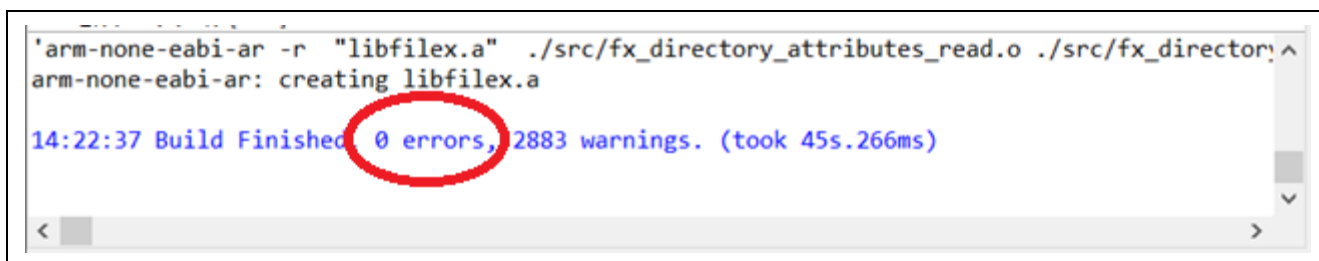 'arm-none-eabi-ar -r  "libfilex.a"  ./src/fx_directory_attributes_read.o ./src/fx_directory
arm-none-eabi-ar: creating libfilex.a
14:22:37 Build Finished. 0 errors, 2883 warnings. (took 45s.266ms)